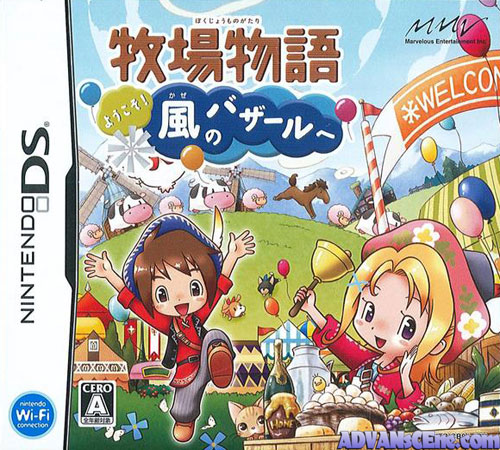 ぼくじょうものがたり
牧場物語
ようこそ!
かぜ
風のバザールへ
MMV
Marvelous Entertainment Inc.
*WELCOM
NINTENDO DS
nintendo
Wi-Fi
connection
CERO
A
全年齢対象
ADVANsCEne.com